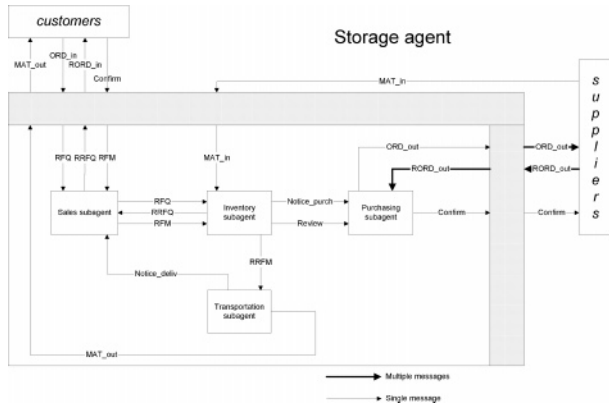 customers
Storage agent
MAT_out
ORD_in
RORD_in
Confirm
MAT_in
suppliers
RFQ
RRFQ
RFM
MAT_in
ORD_out
ORD_out
RORD_out
RORD_out
Sales subagent
RFQ
RRFQ
RFM
Inventory
subagent
Notice_purch
Review
Purchasing
subagent
Confirm
Confirm
RRFM
Notice_deliv
Transportation
subagent
MAT_out
Multiple messages
Single message